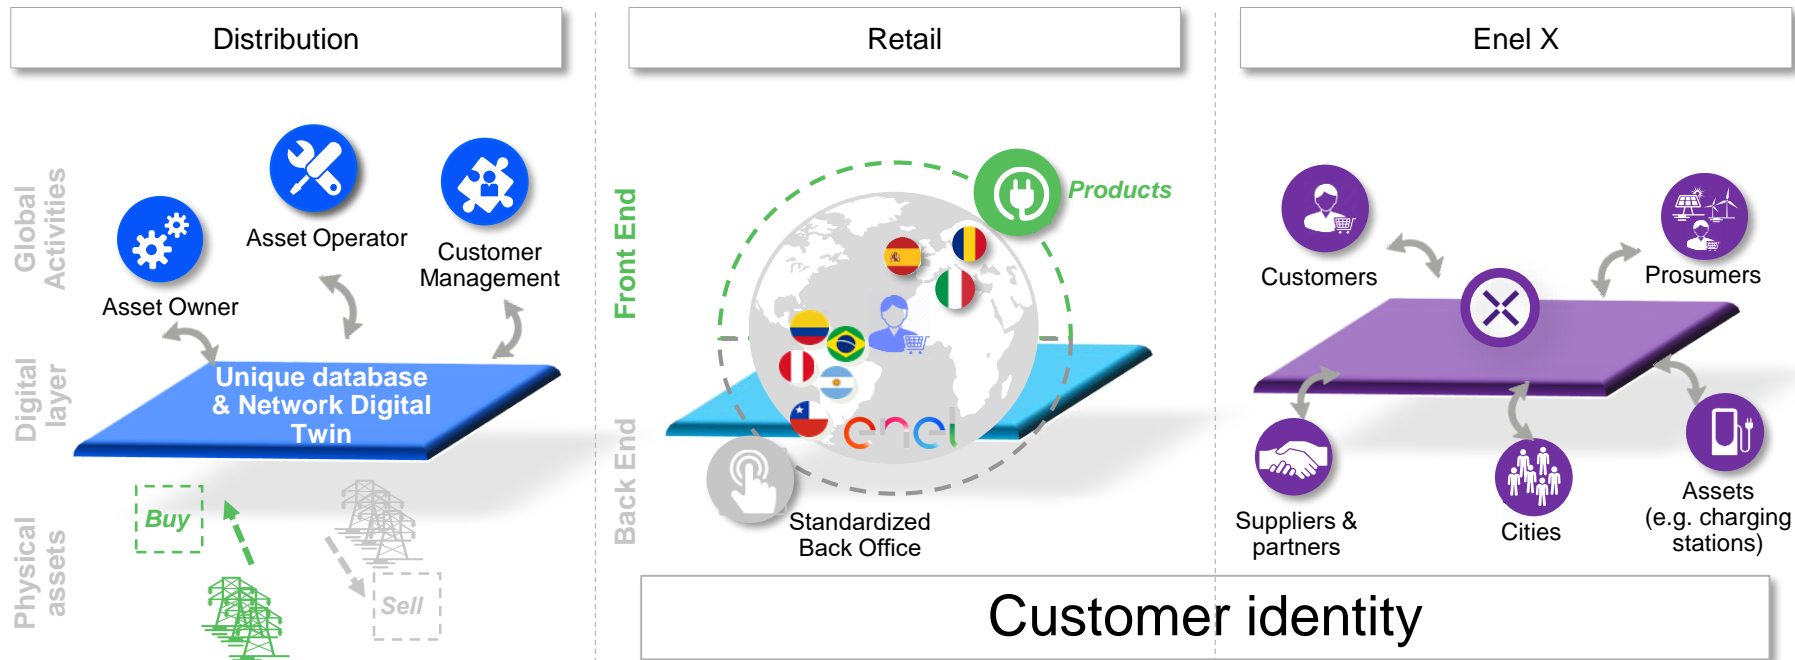 Distribution
Retail
Enel X
Global
Activities
Digital
layer
Physical
assets
Asset Owner
Asset Operator
Customer
Management
Unique database
& Network Digital
Twin
Buy
Sell
Front End
Back End
Products
enel
Standardized
Back Office
Customers
Prosumers
Suppliers &
partners
Cities
Assets
(e.g. charging
stations)
Customer identity